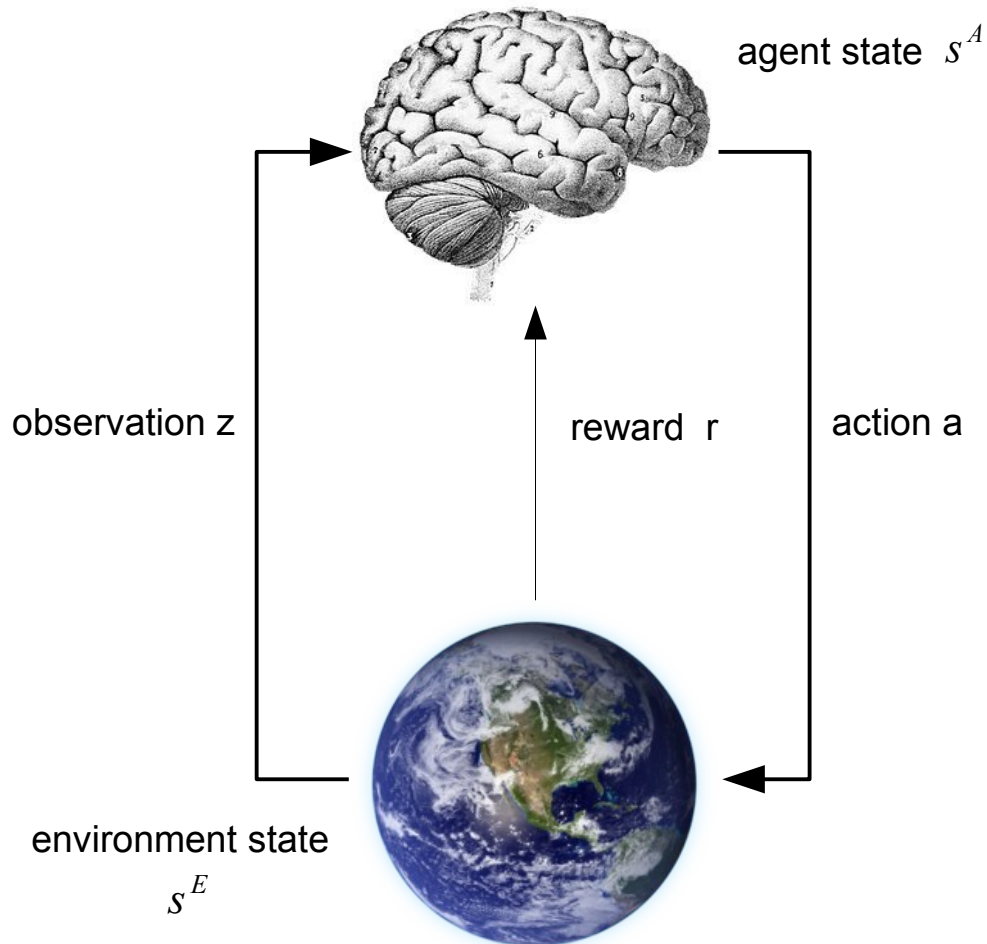 agent state s^A
observation z
reward r
action a
environment state
s^E